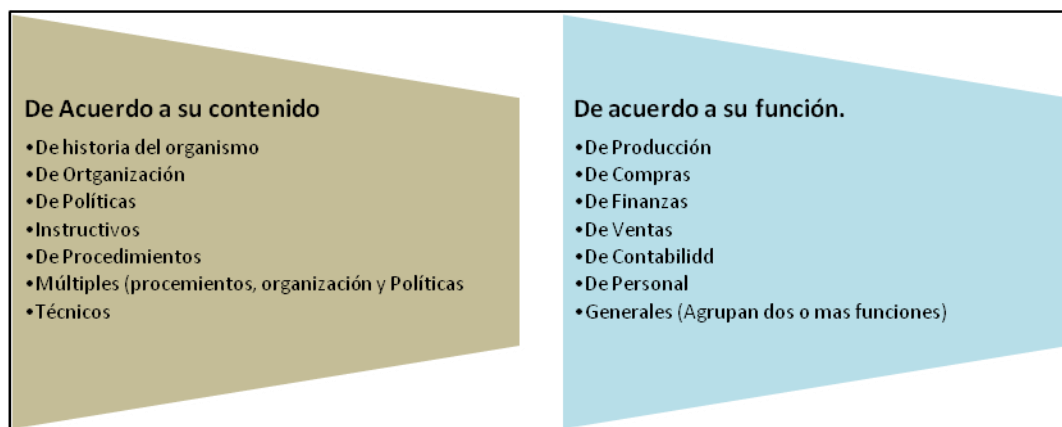 De Acuerdo a su contenido
•De historia del organismo
•De Ortganización
•De Políticas
•Instructivos
•De Procedimientos
•Múltiples (procemientos, organización y Políticas
•Técnicos
De acuerdo a su función.
•De Producción
•De Compras
•De Finanzas
•De Ventas
•De Contabilidd
•De Personal
•Generales (Agrupan dos o mas funciones)